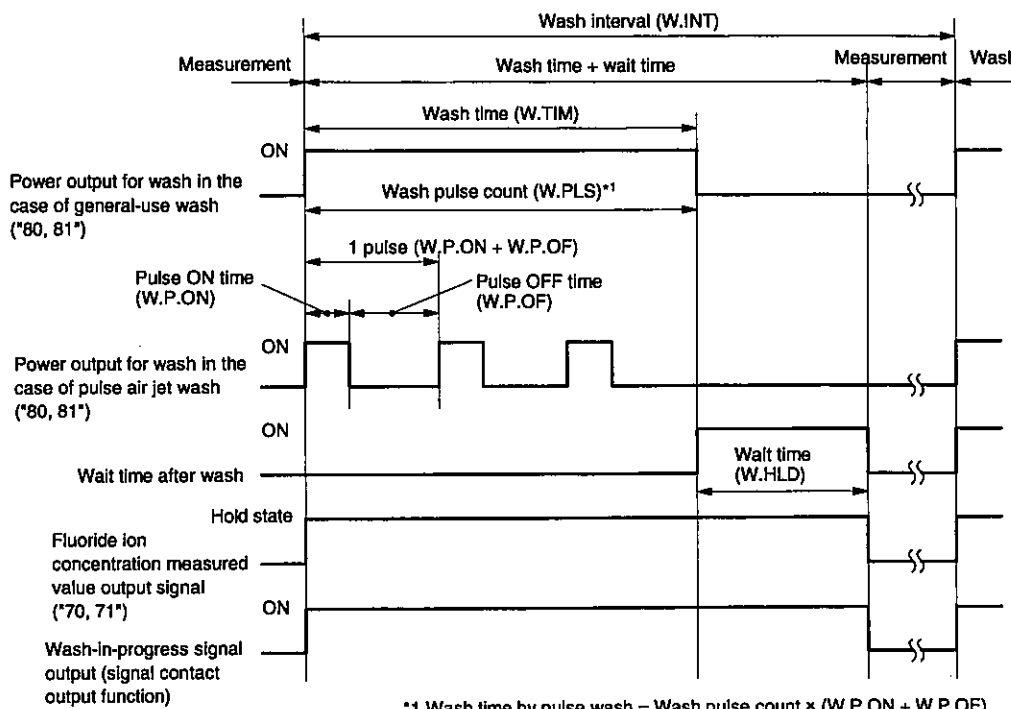 Wash interval (W.INT)
Measurement
Wash time + wait time
Measurement
Wash
Wash time (W.TIM)
ON
Power output for wash in the
case of general-use wash
("80, 81")
Wash pulse count (W.PLS)*1
1 pulse (W.P.ON + W.P.OF)
Pulse ON time
(W.P.ON)
Pulse OFF time
(W.P.OF)
ON
Power output for wash in the
case of pulse air jet wash
("80, 81")
ON
Wait time after wash
Wait time
(W.HLD)
Hold state
Fluoride ion
concentration measured
value output signal
("70, 71")
ON
Wash-in-progress signal
output (signal contact
output function)
*1 Wash time by pulse wash = Wash pulse count × (W.P.ON + W.P.OF)